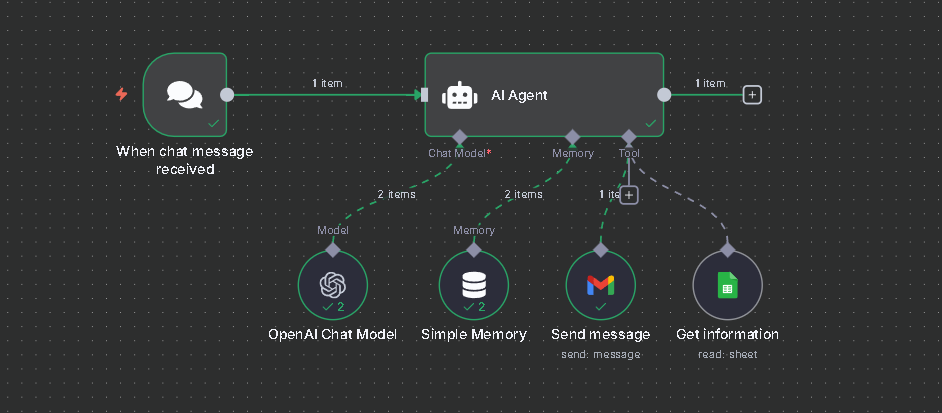 1 item
AI Agent
1 item
When chat message
received
Chat Model*
Memory
Tool
2 items
2 items
1 ite
Model
Memory
2
2
OpenAI Chat Model
Simple Memory
Send message
Get information
send: message
read: sheet